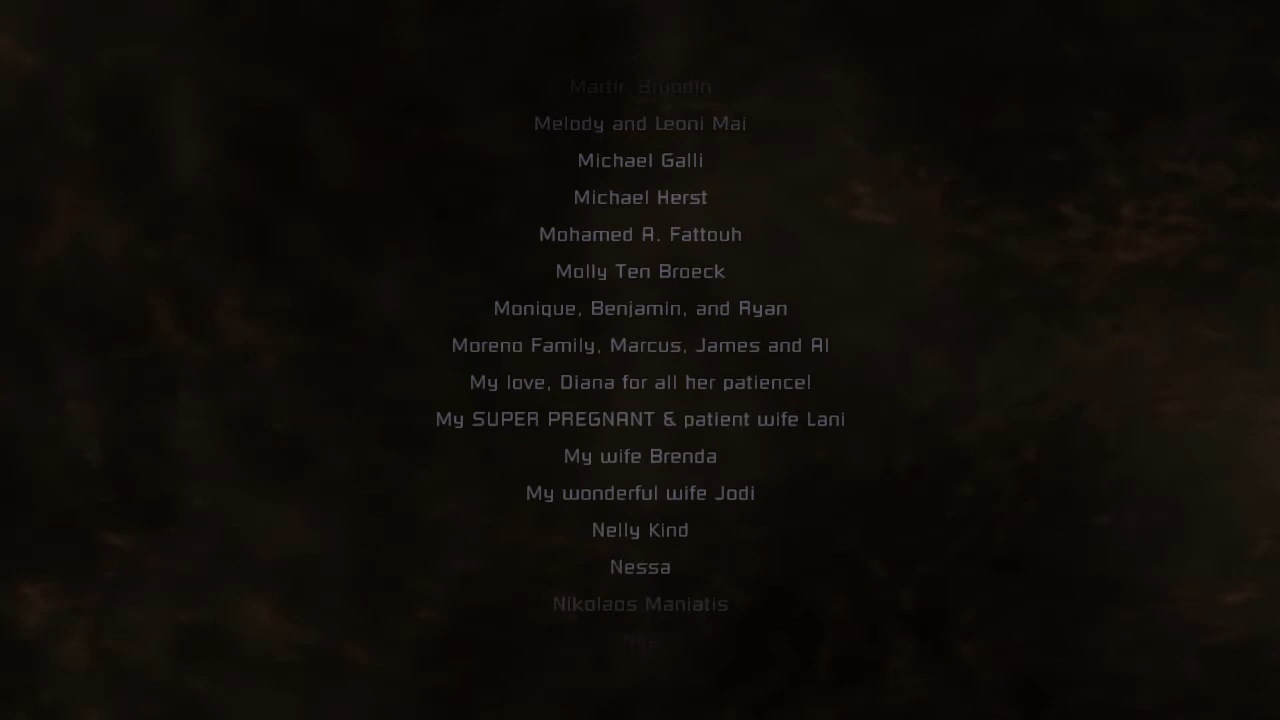 Melody and Leoni Mai
Michael Galli
Michael Herst
Mohamed A. Fattouh
Molly Ten Broeck
Monique, Benjamin, and Ryan
Moreno Family, Marcus, James and Al
My love, Diana for all her patience!
My SUPER PREGNANT & patient wife Lani
My wife Brenda
My wonderful wife Jodi
Nelly Kind
Nessa
Nikolaos Maniatis